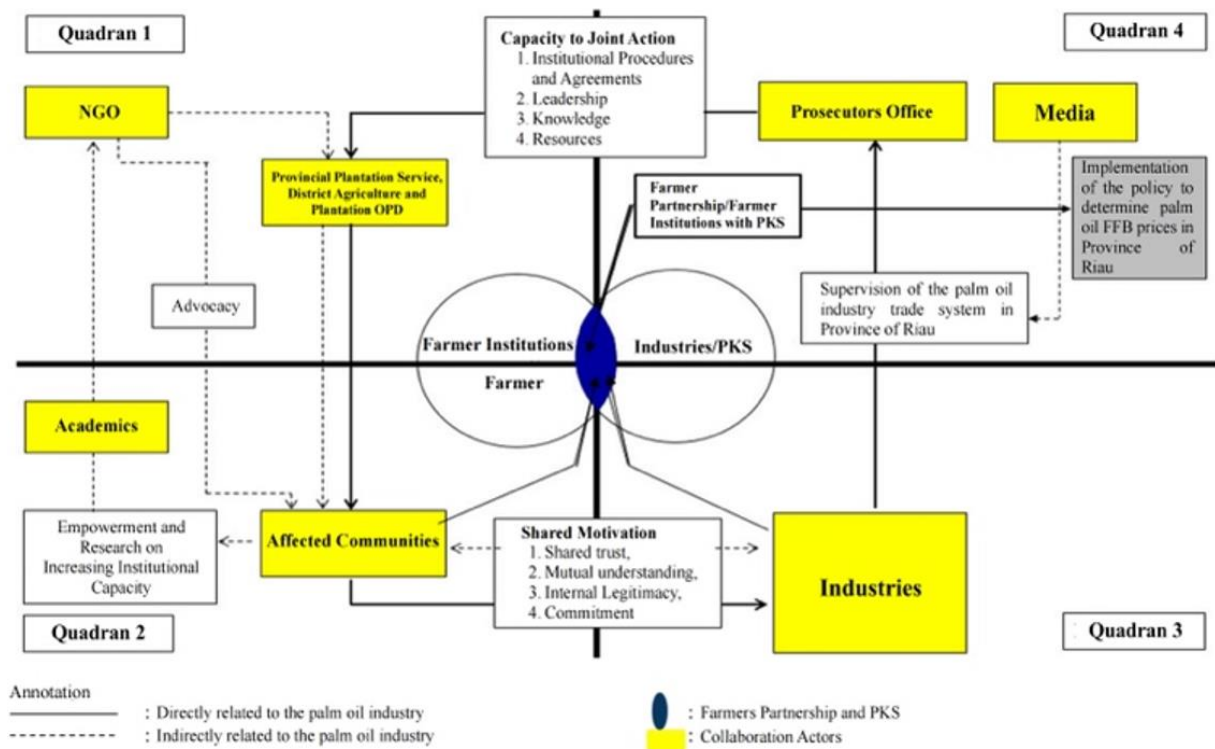 Quadran 1
Capacity to Joint Action
1. Institutional Procedures
and Agreements
2. Leadership
3. Knowledge
4. Resources
Quadran 4
NGO
Prosecutors Office
Media
Provincial Plantation Service,
District Agriculture and
Plantation OPD
Farmer
Partnership/Farmer
Institutions with PKS
Implementation
of the policy to
determine palm
oil FFB prices in
Province of
Riau
Advocacy
Supervision of the palm oil
industry trade system in
Province of Riau
Farmer Institutions
Industries/PKS
Farmer
Academics
Empowerment and
Research on
Increasing Institutional
Capacity
Affected Communities
Shared Motivation
1. Shared trust,
2. Mutual understanding,
3. Internal Legitimacy,
4. Commitment
Industries
Quadran 2
Quadran 3
Annotation
: Directly related to the palm oil industry
: Indirectly related to the palm oil industry
: Farmers Partnership and PKS
: Collaboration Actors